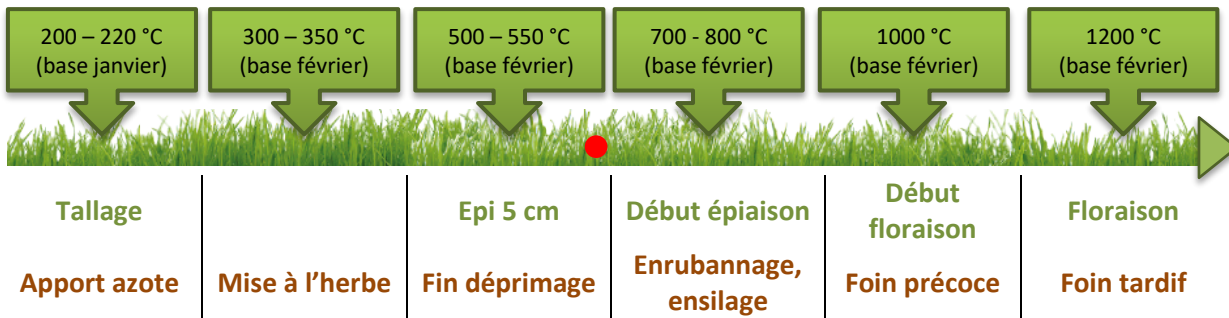 200 – 220 °C
(base janvier)
300 – 350 °C
(base février)
500 – 550 °C
(base février)
700 - 800 °C
(base février)
1000 °C
(base février)
1200 °C
(base février)
Tallage
Epi 5 cm
Début épiaison
Début
floraison
Floraison
Apport azote
Mise à l’herbe
Fin déprimage
Enrubannage,
ensilage
Foin précoce
Foin tardif